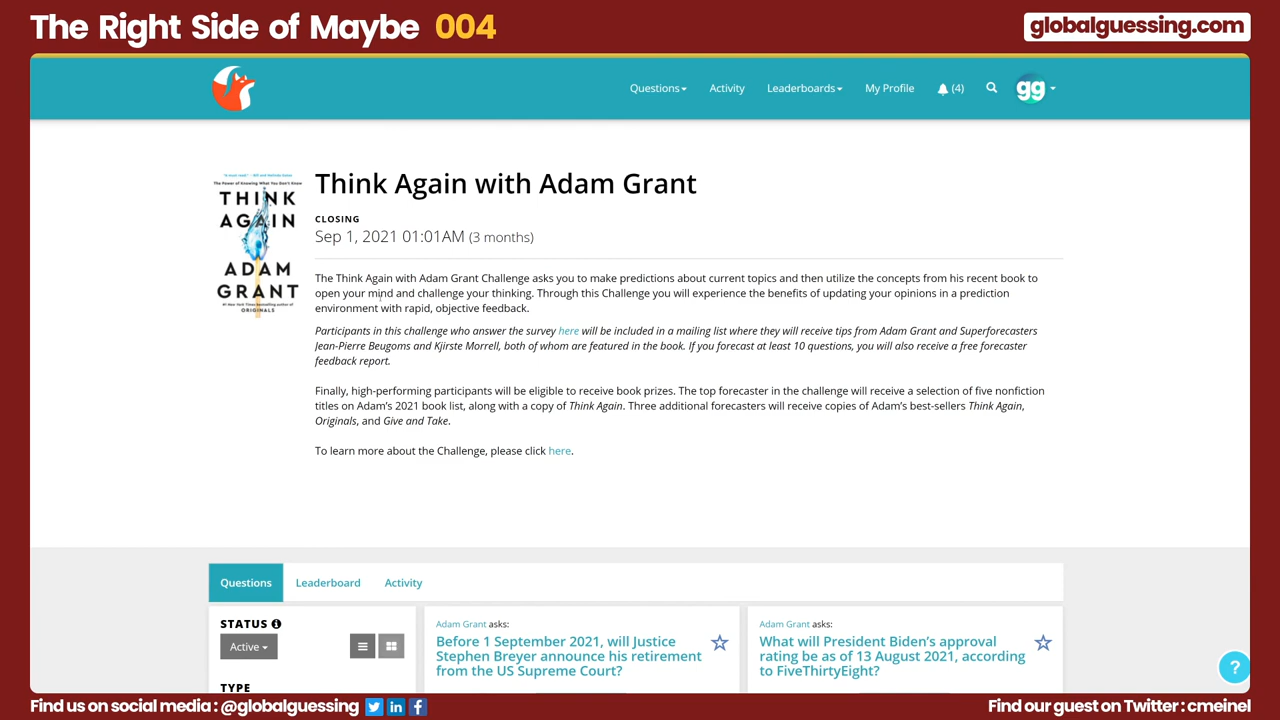 The Right Side of Maybe 004
globalguessing.com
Questions
Activity
Leaderboards
My Profile
(4)
gg
The Power of Knowing What You Don't Know
THINK
AGAIN
ADAM
GRANT
ORIGINALS
Think Again with Adam Grant
CLOSING
Sep 1, 2021 01:01AM (3 months)
The Think Again with Adam Grant Challenge asks you to make predictions about current topics and then utilize the concepts from his recent book to
open your mind and challenge your thinking. Through this Challenge you will experience the benefits of updating your opinions in a prediction
environment with rapid, objective feedback.
Participants in this challenge who answer the survey here will be included in a mailing list where they will receive tips from Adam Grant and Superforecasters
Jean-Pierre Beugoms and Kjirste Morrell, both of whom are featured in the book. If you forecast at least 10 questions, you will also receive a free forecaster
feedback report.
Finally, high-performing participants will be eligible to receive book prizes. The top forecaster in the challenge will receive a selection of five nonfiction
titles on Adam's 2021 book list, along with a copy of Think Again. Three additional forecasters will receive copies of Adam's best-sellers Think Again,
Originals, and Give and Take.
To learn more about the Challenge, please click here.
Questions
Leaderboard
Activity
STATUS
Active
TYPE
Adam Grant asks:
Before 1 September 2021, will Justice
Stephen Breyer announce his retirement
from the US Supreme Court?
Adam Grant asks:
What will President Biden's approval
rating be as of 13 August 2021, according
to FiveThirtyEight?
?
Find us on social media : @globalguessing
Find our guest on Twitter : cmeinel